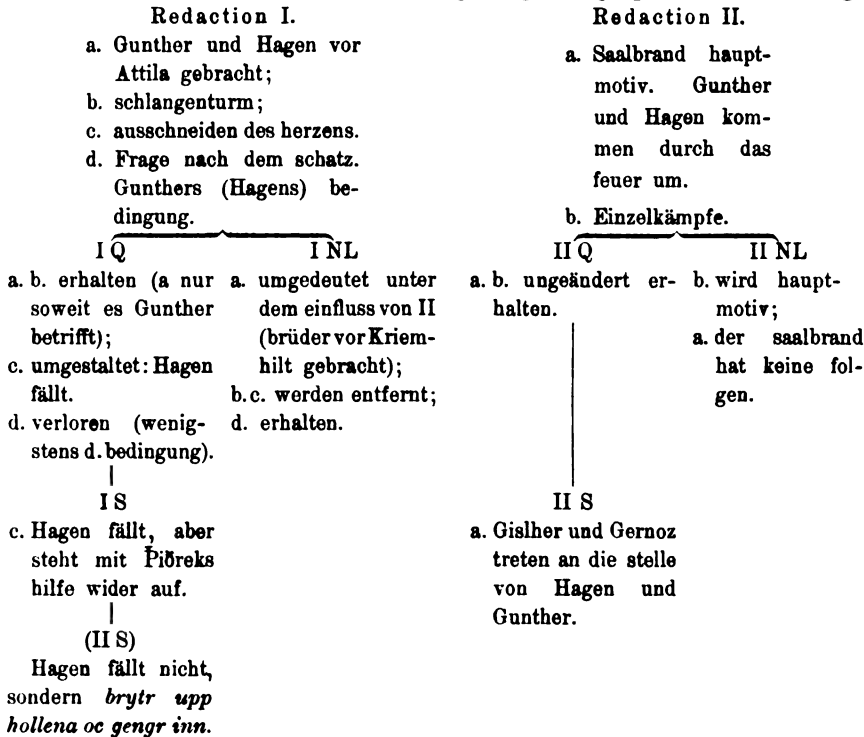 Redaction I.
a. Gunther und Hagen vor
Attila gebracht;
b. schlangenturm;
c. ausschneiden des herzens.
d. Frage nach dem schatz.
Gunthers (Hagens) be-
dingung.
I Q
a. b. erhalten (a nur
soweit es Gunther
betrifft);
c. umgestaltet: Hagen
fällt.
d. verloren (wenig-
stens d. bedingung).
I S
c. Hagen fällt, aber
steht mit Þiðreks
hilfe wider auf.
(II S)
Hagen fällt nicht,
sondern brytr upp
hollena oc gengr inn.
I NL
a. umgedeutet unter
dem einfluss von II
(brüder vor Kriem-
hilt gebracht);
b. c. werden entfernt;
d. erhalten.
Redaction II.
a. Saalbrand haupt-
motiv. Gunther
und Hagen kom-
men durch das
feuer um.
b. Einzelkämpfe.
II Q
a. b. ungeändert er-
halten.
II S
a. Gislher und Gernoz
treten an die stelle
von Hagen und
Gunther.
II NL
b. wird haupt-
motiv;
a. der saalbrand
hat keine fol-
gen.